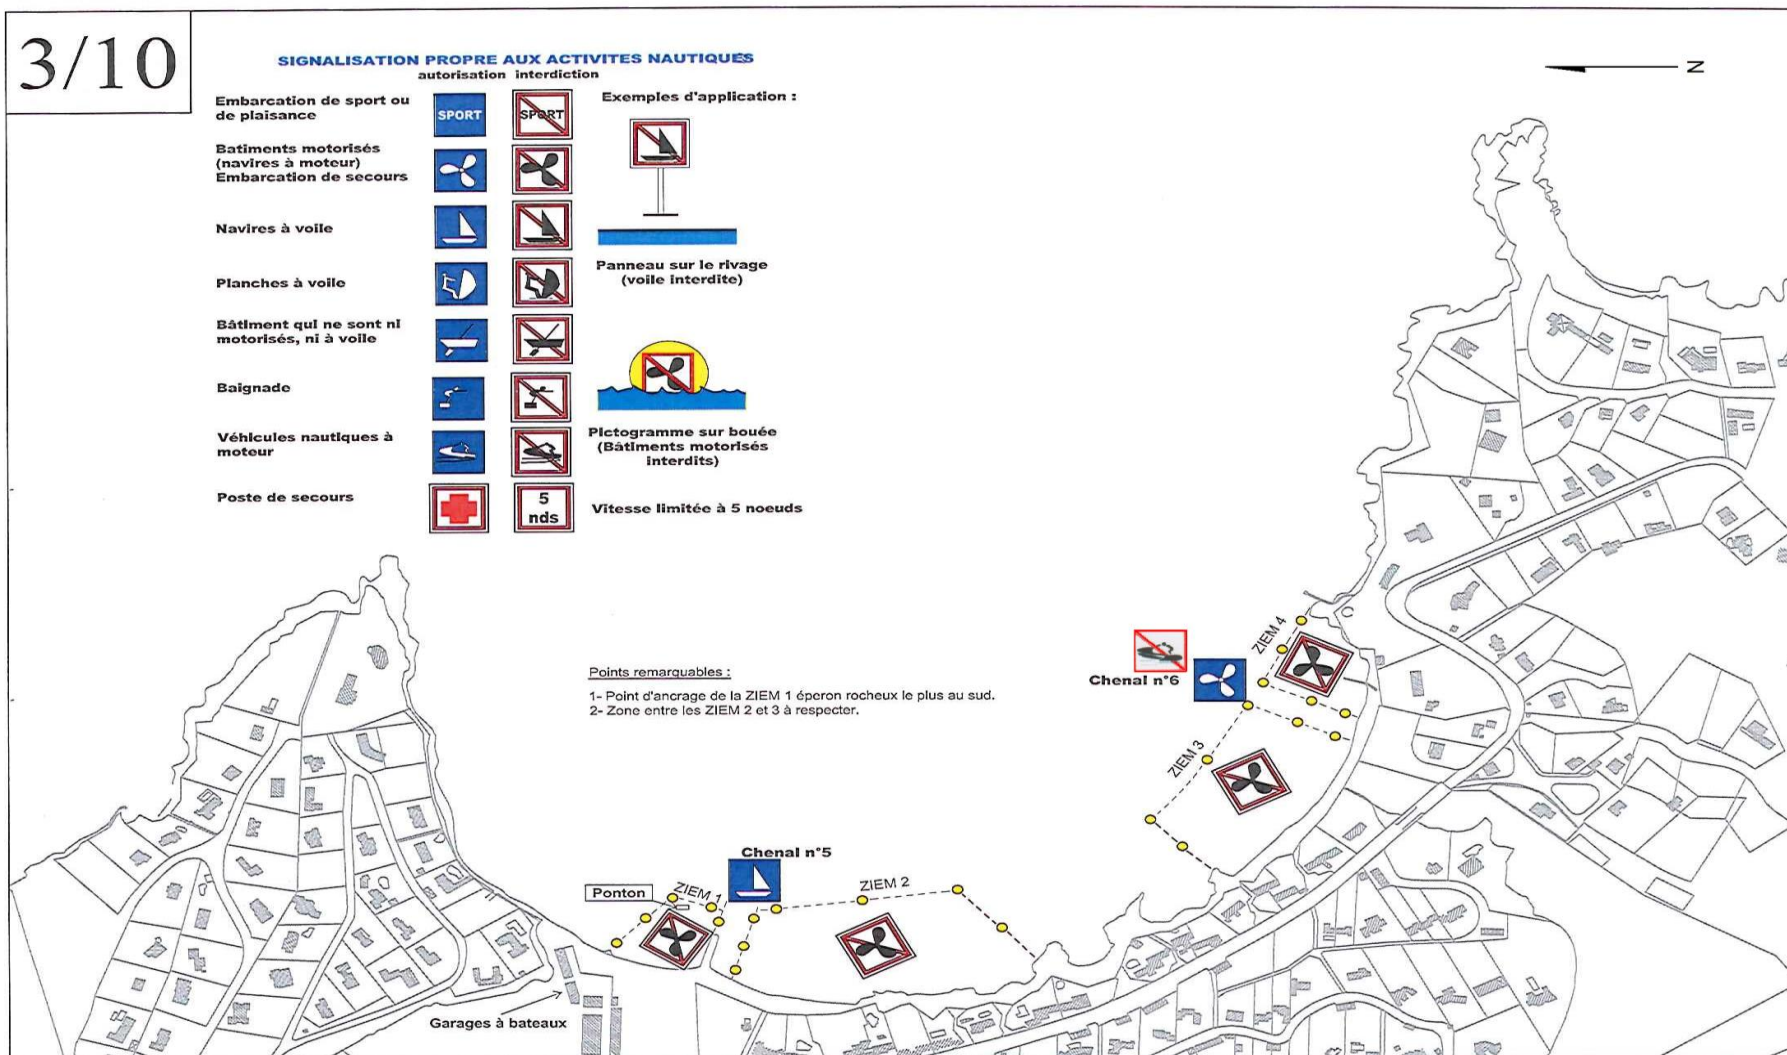 3/10
SIGNALISATION PROPRE AUX ACTIVITES NAUTIQUES
autorisation interdiction
Embarcation de sport ou
de plaisance
SPORT
SPORT
Exemples d'application :
Batiments motorisés
(navires à moteur)
Embarcation de secours
Navires à voile
Panneau sur le rivage
(voile interdite)
Planches à voile
Bâtiment qui ne sont ni
motorisés, ni à voile
Baignade
Pictogramme sur bouée
(Bâtiments motorisés
interdits)
Véhicules nautiques à
moteur
Poste de secours
5
nds
Vitesse limitée à 5 noeuds
N
Points remarquables :
1- Point d'ancrage de la ZIEM 1 éperon rocheux le plus au sud.
2- Zone entre les ZIEM 2 et 3 à respecter.
ZIEM 4
Chenal n°6
ZIEM 3
Chenal n°5
Ponton
ZIEM 1
ZIEM 2
Garages à bateaux